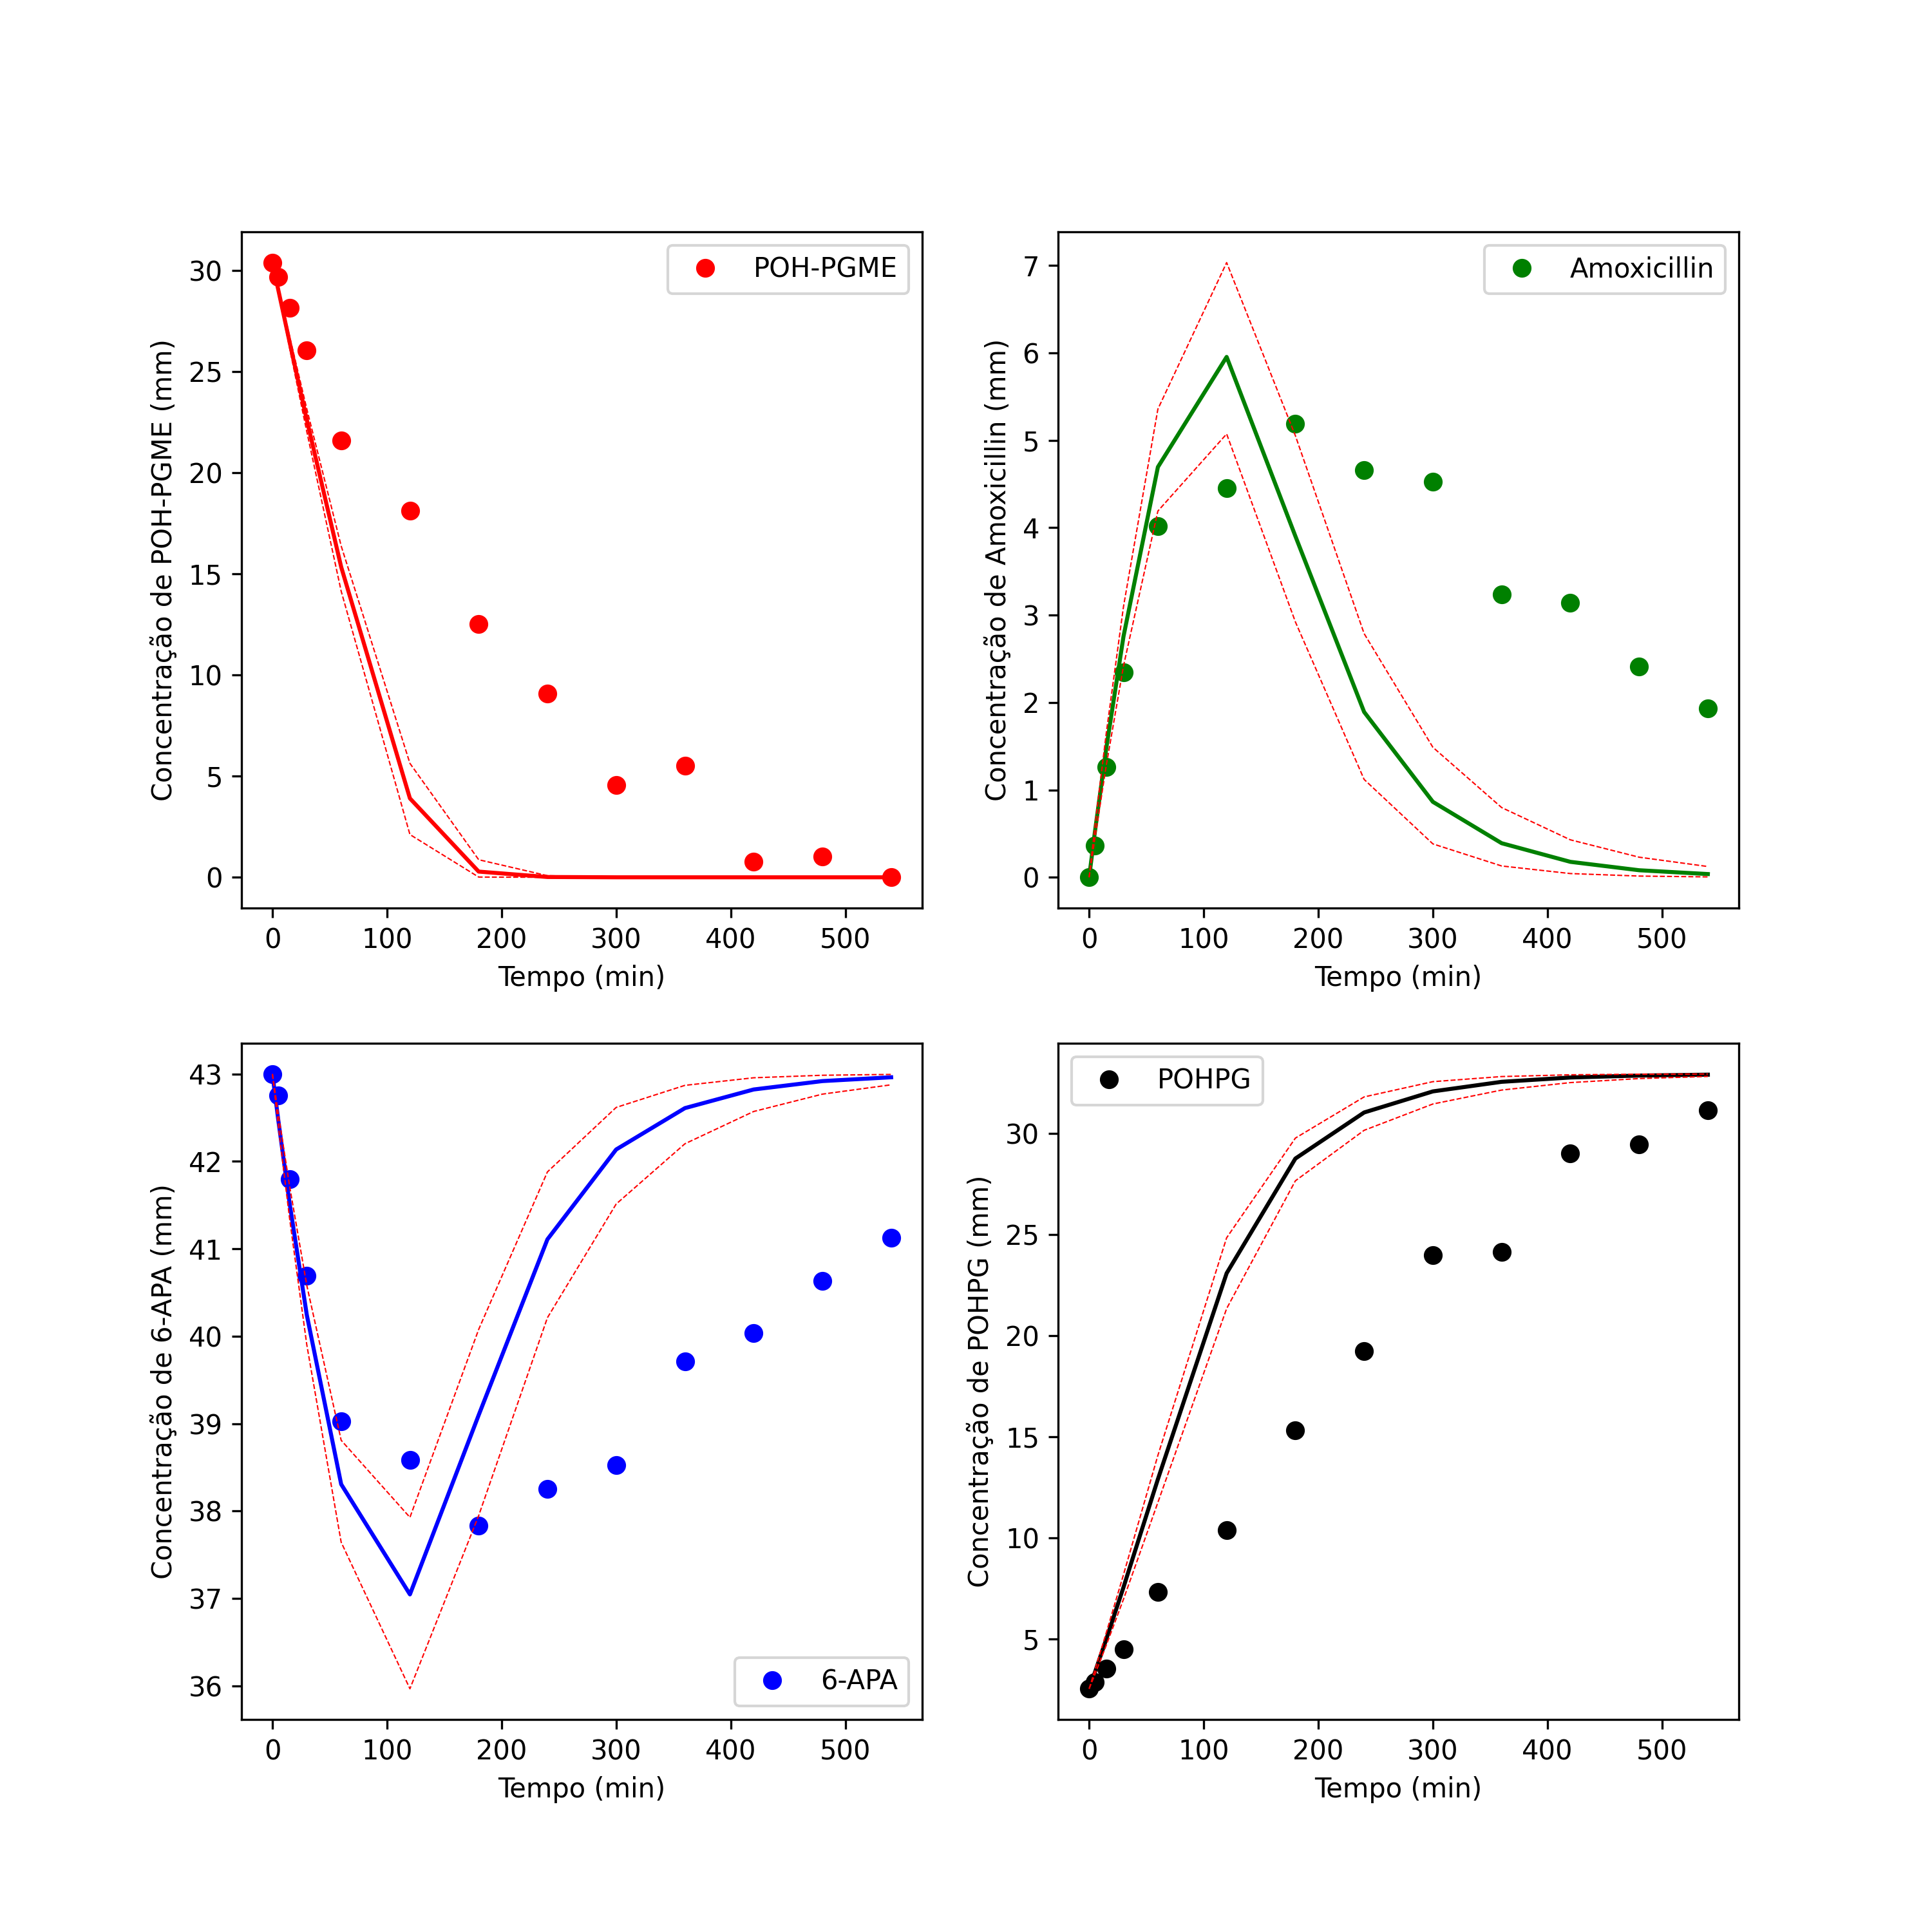 POH-PGME
Concentração de POH-PGME (mm)
30
25
20
15
10
5
0
0 100 200 300 400 500
Tempo (min)
Amoxicillin
Concentração de Amoxicillin (mm)
7
6
5
4
3
2
1
0
0 100 200 300 400 500
Tempo (min)
6-APA
Concentração de 6-APA (mm)
43
42
41
40
39
38
37
36
0 100 200 300 400 500
Tempo (min)
POHPG
Concentração de POHPG (mm)
30
25
20
15
10
5
0 100 200 300 400 500
Tempo (min)